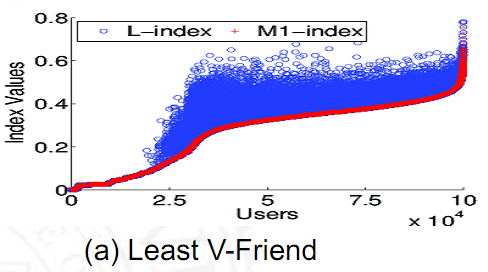 0.8
L-index
M1-index
0.6
0.4
0.2
0
Index Values
0
2.5
5
7.5
10
Users
x 10^4
(a) Least V-Friend